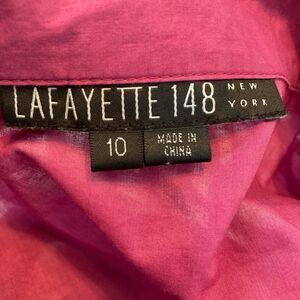 LAFAYETTE 148 NEW YORK
10
MADE IN
CHINA